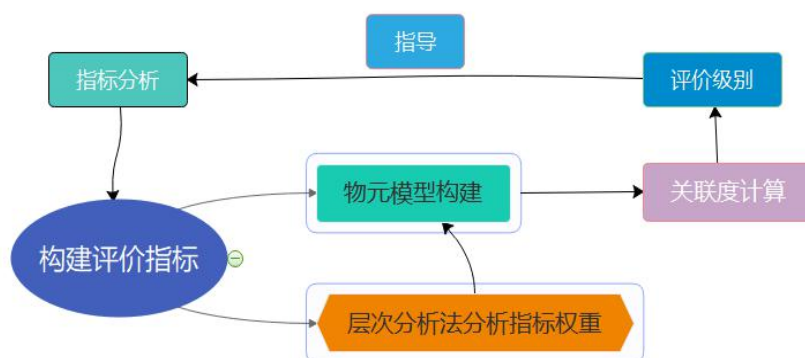 指导
指标分析
评价级别
物元模型构建
关联度计算
构建评价指标
层次分析法分析指标权重